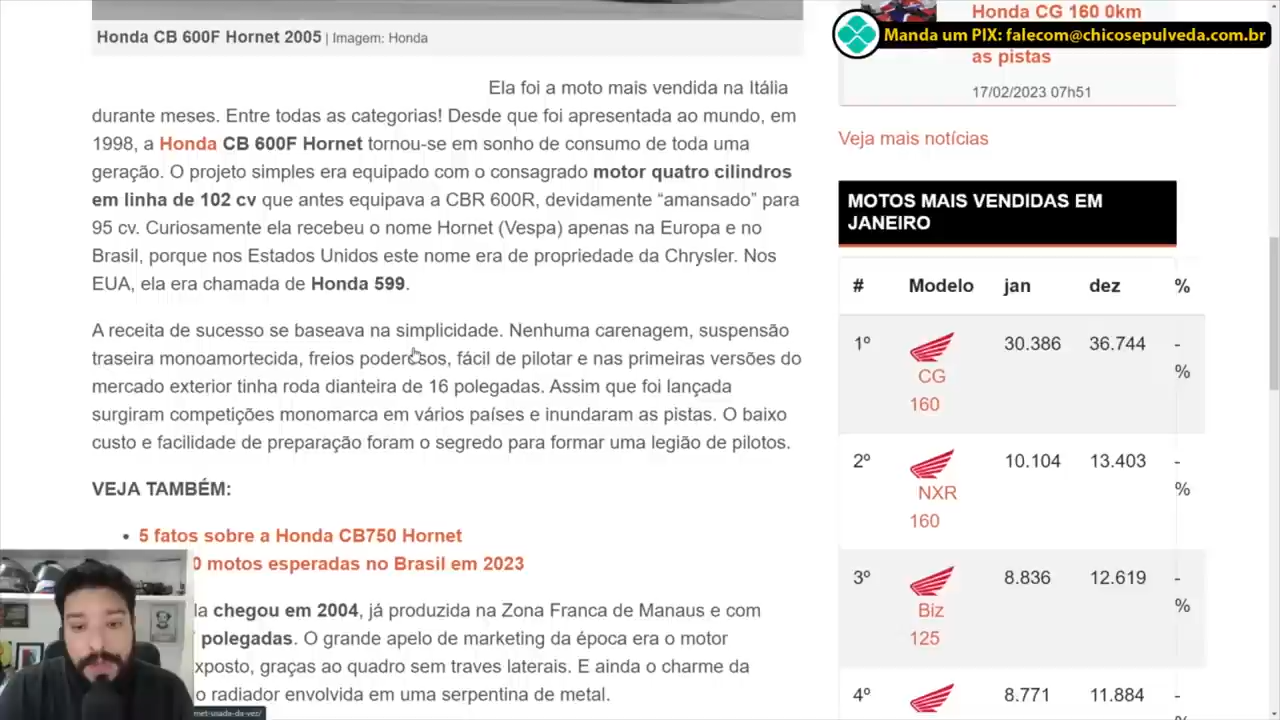 Honda CB 600F Hornet 2005 | Imagem: Honda
Ela foi a moto mais vendida na Itália
durante meses. Entre todas as categorias! Desde que foi apresentada ao mundo, em
1998, a Honda CB 600F Hornet tornou-se em sonho de consumo de toda uma
geração. O projeto simples era equipado com o consagrado motor quatro cilindros
em linha de 102 cv que antes equipava a CBR 600R, devidamente “amansado” para
95 cv. Curiosamente ela recebeu o nome Hornet (Vespa) apenas na Europa e no
Brasil, porque nos Estados Unidos este nome era de propriedade da Chrysler. Nos
EUA, ela era chamada de Honda 599.
A receita de sucesso se baseava na simplicidade. Nenhuma carenagem, suspensão
traseira monoamortecida, freios poderosos, fácil de pilotar e nas primeiras versões do
mercado exterior tinha roda dianteira de 16 polegadas. Assim que foi lançada
surgiram competições monomarca em vários países e inundaram as pistas. O baixo
custo e facilidade de preparação foram o segredo para formar uma legião de pilotos.
VEJA TAMBÉM:
• 5 fatos sobre a Honda CB750 Hornet
0 motos esperadas no Brasil em 2023
la chegou em 2004, já produzida na Zona Franca de Manaus e com
polegadas. O grande apelo de marketing da época era o motor
xposto, graças ao quadro sem traves laterais. E ainda o charme da
o radiador envolvida em uma serpentina de metal.
net-usada-da-vez/
Honda CG 160 0km
Manda um PIX: falecom@chicosepulveda.com.br
as pistas
17/02/2023 07h51
Veja mais notícias
MOTOS MAIS VENDIDAS EM
JANEIRO
# Modelo jan dez %
1º CG 160 30.386 36.744 -%
2º NXR 160 10.104 13.403 -%
3º Biz 125 8.836 12.619 -%
4º 8.771 11.884 -